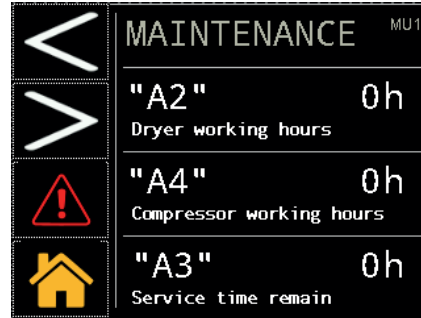 MAINTENANCE MU1
"A2" 0h
Dryer working hours
"A4" 0h
Compressor working hours
"A3" 0h
Service time remain